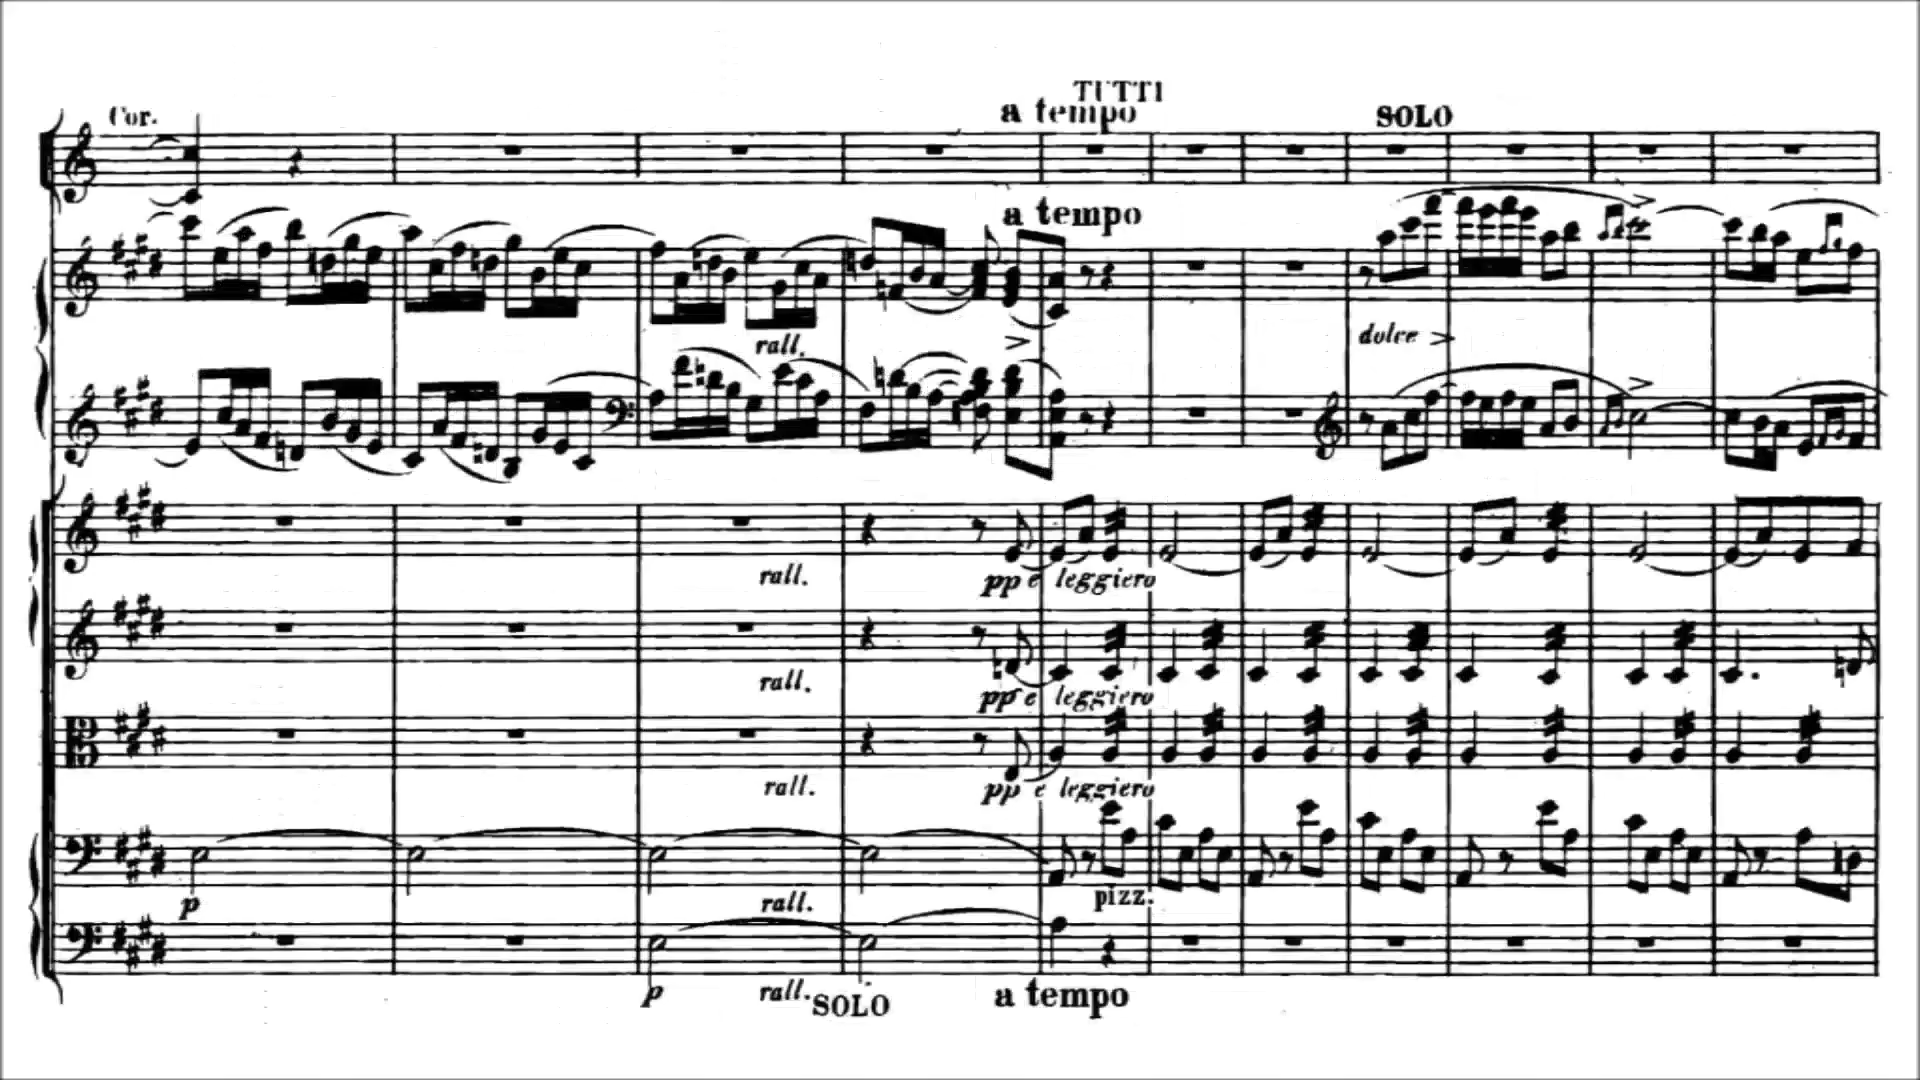 TUTTI
Cor.
a tempo
SOLO
a tempo
rall.
dolce
rall.
pp e leggiero
rall.
pp e leggiero
rall.
pp e leggiero
p
rall.
pizz.
p
rall.
SOLO
a tempo